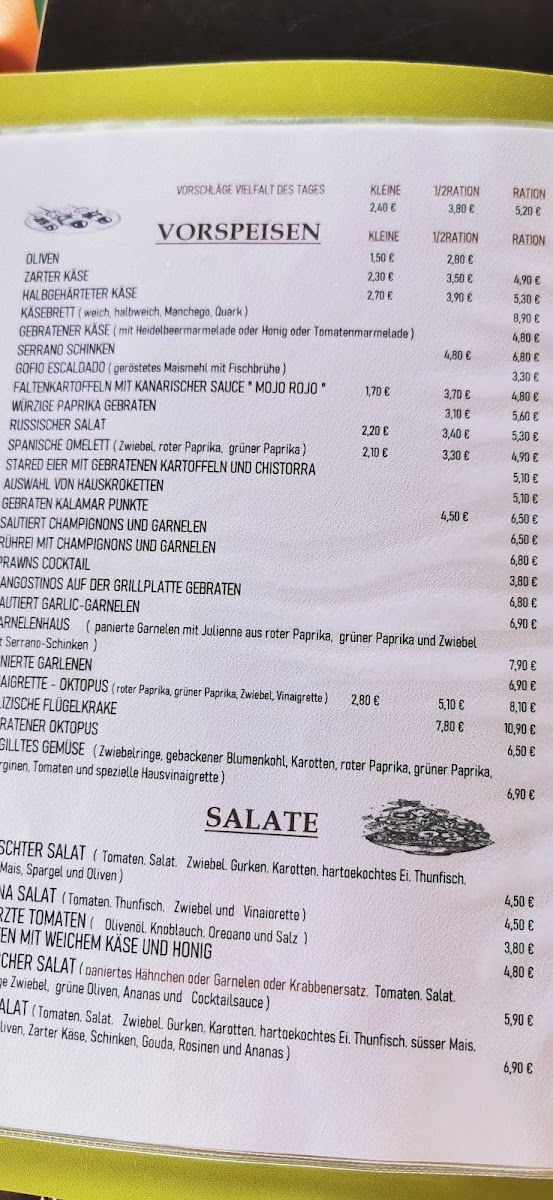 VORSCHLÄGE VIELFALT DES TAGES KLEINE 1/2RATION RATION
2,40 € 3,80 € 5,20 €
VORSPEISEN KLEINE 1/2RATION RATION
OLIVEN 1,50 € 2,80 €
ZARTER KÄSE 2,30 € 3,50 € 4,90 €
HALBGEHÄRTETER KÄSE 2,70 € 3,90 € 5,30 €
KÄSEBRETT ( weich, halbweich, Manchego, Quark ) 8,90 €
GEBRATENER KÄSE ( mit Heidelbeermarmelade oder Honig oder Tomatenmarmelade ) 4,80 €
SERRANO SCHINKEN 4,80 € 6,80 €
GOFIO ESCALDADO ( geröstetes Maismehl mit Fischbrühe ) 3,30 €
FALTENKARTOFFELN MIT KANARISCHER SAUCE " MOJO ROJO " 1,70 € 3,70 € 4,80 €
WÜRZIGE PAPRIKA GEBRATEN 3,10 € 5,60 €
RUSSISCHER SALAT 2,20 € 3,40 € 5,30 €
SPANISCHE OMELETT ( Zwiebel, roter Paprika, grüner Paprika ) 2,10 € 3,30 € 4,90 €
STARED EIER MIT GEBRATENEN KARTOFFELN UND CHISTORRA 5,10 €
AUSWAHL VON HAUSKROKETTEN 5,10 €
GEBRATEN KALAMAR PUNKTE 4,50 € 6,50 €
SAUTIERT CHAMPIGNONS UND GARNELEN 6,50 €
RÜHREI MIT CHAMPIGNONS UND GARNELEN 6,80 €
PRAWNS COCKTAIL 3,80 €
ANGOSTINOS AUF DER GRILLPLATTE GEBRATEN 6,80 €
AUTIERT GARLIC-GARNELEN 6,90 €
ARNELENHAUS ( panierte Garnelen mit Julienne aus roter Paprika, grüner Paprika und Zwiebel
t Serrano-Schinken ) 7,90 €
NIERTE GARLENEN 6,90 €
AIGRETTE - OKTOPUS ( roter Paprika, grüner Paprika, Zwiebel, Vinaigrette ) 2,80 € 5,10 € 8,10 €
IZISCHE FLÜGELKRAKE 7,80 € 10,90 €
RATENER OKTOPUS 6,50 €
GILLTES GEMÜSE ( Zwiebelringe, gebackener Blumenkohl, Karotten, roter Paprika, grüner Paprika,
rginen, Tomaten und spezielle Hausvinaigrette ) 6,90 €
SALATE
SCHTER SALAT ( Tomaten, Salat, Zwiebel, Gurken, Karotten, hartgekochtes Ei, Thunfisch,
Mais, Spargel und Oliven ) 4,50 €
NA SALAT ( Tomaten, Thunfisch, Zwiebel und Vinaigrette ) 4,50 €
RZTE TOMATEN ( Olivenöl, Knoblauch, Oregano und Salz ) 3,80 €
EN MIT WEICHEM KÄSE UND HONIG 4,80 €
CHER SALAT ( paniertes Hähnchen oder Garnelen oder Krabbenersatz, Tomaten, Salat,
ge Zwiebel, grüne Oliven, Ananas und Cocktailsauce ) 5,90 €
ALAT ( Tomaten, Salat, Zwiebel, Gurken, Karotten, hartgekochtes Ei, Thunfisch, süsser Mais,
liven, Zarter Käse, Schinken, Gouda, Rosinen und Ananas ) 6,90 €